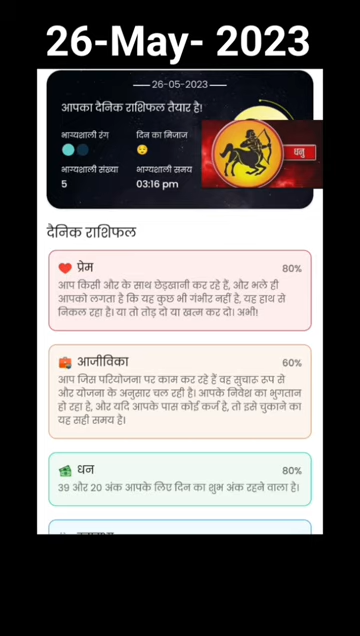 26-May- 2023
26-05-2023
आपका दैनिक राशिफल तैयार है!
भाग्यशाली रंग
दिन का मिजाज
धनु
भाग्यशाली संख्या
भाग्यशाली समय
5
03:16 pm
दैनिक राशिफल
प्रेम
80%
आप किसी और के साथ छेड़खानी कर रहे हैं, और भले ही
आपको लगता है कि यह कुछ भी गंभीर नहीं है, यह हाथ से
निकल रहा है। या तो तोड़ दो या खत्म कर दो। अभी!
आजीविका
60%
आप जिस परियोजना पर काम कर रहे हैं वह सुचारू रूप से
और योजना के अनुसार चल रही है। आपके निवेश का भुगतान
हो रहा है, और यदि आपके पास कोई कर्ज है, तो इसे चुकाने का
यह सही समय है।
धन
80%
39 और 20 अंक आपके लिए दिन का शुभ अंक रहने वाला है।